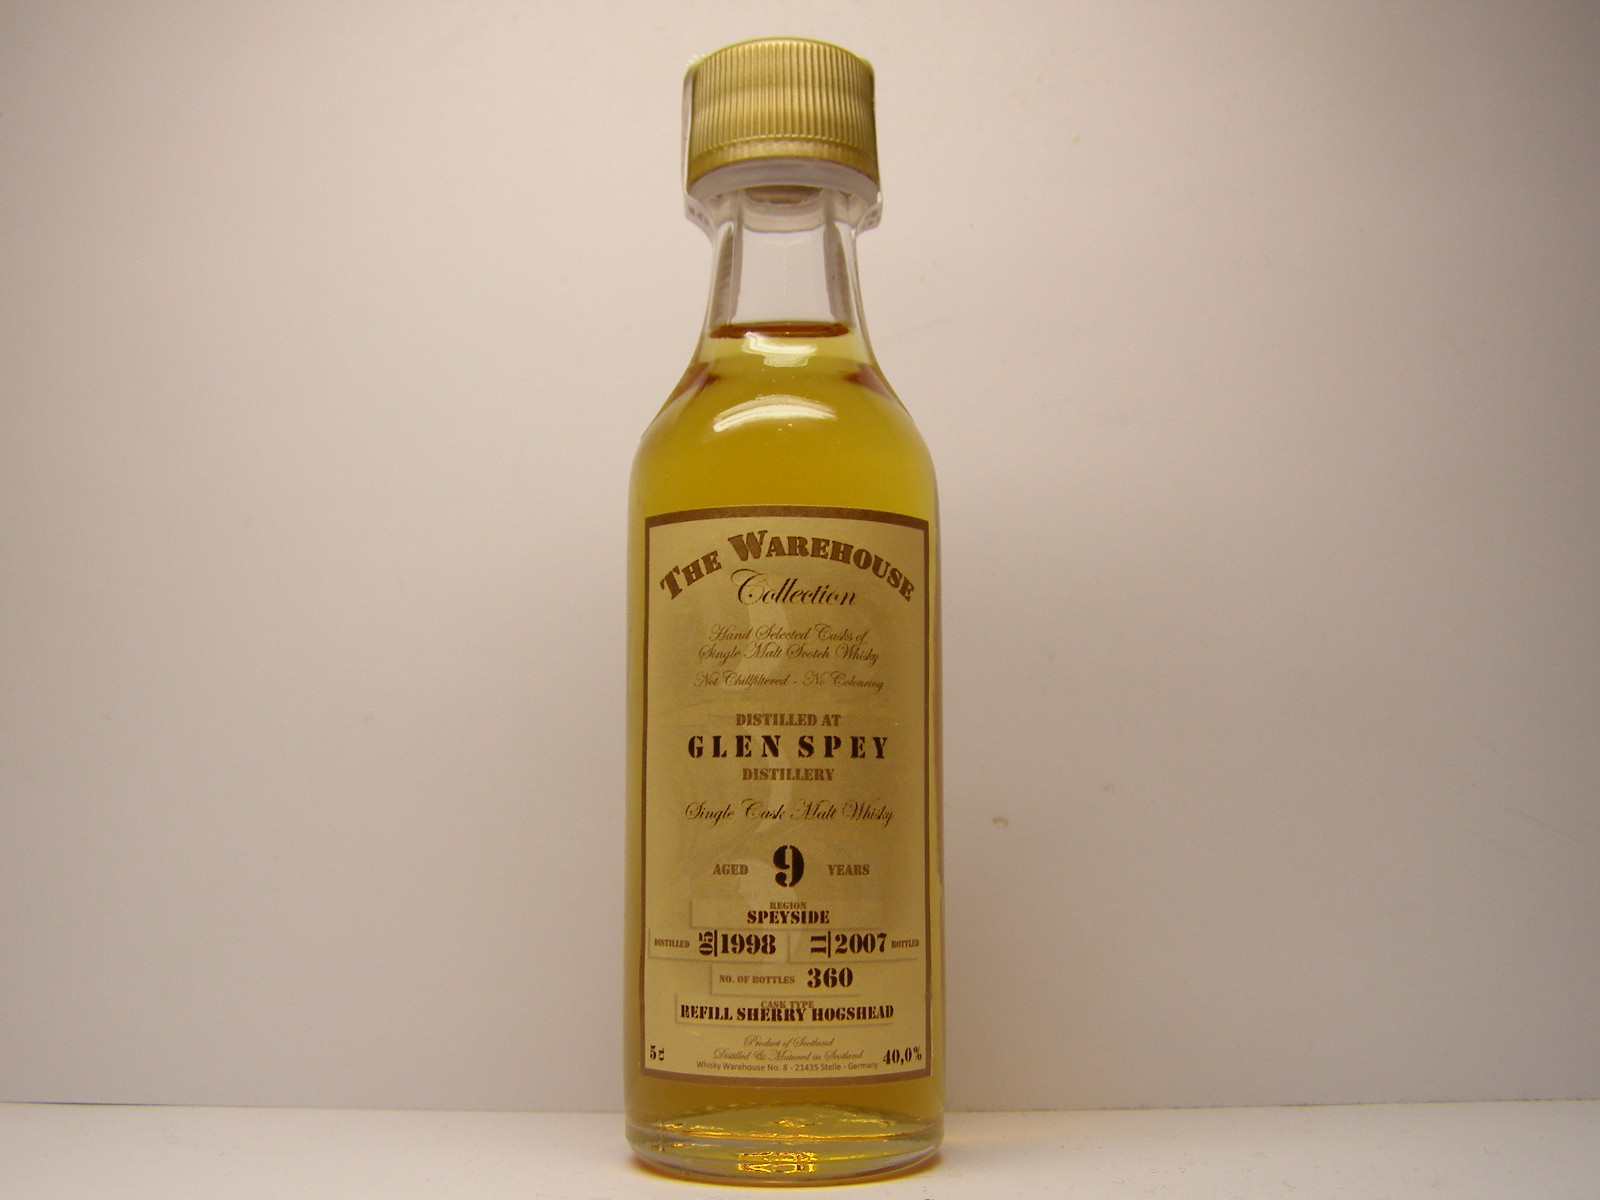 THE WAREHOUSE
Collection
Hand Selected Casks of
Single Malt Scotch Whisky
Not Chillfiltered - No Colouring
DISTILLED AT
GLEN SPEY
DISTILLERY
Single Cask Malt Whisky
AGED 9 YEARS
REGION
SPEYSIDE
DISTILLED 05 1998 11 2007 BOTTLED
NO. OF BOTTLES 360
CASK TYPE
REFILL SHERRY HOGSHEAD
Product of Scotland
5 cl Distilled & Matured in Scotland 40,0%
Whisky Warehouse No. 8 - 21435 Stelle - Germany